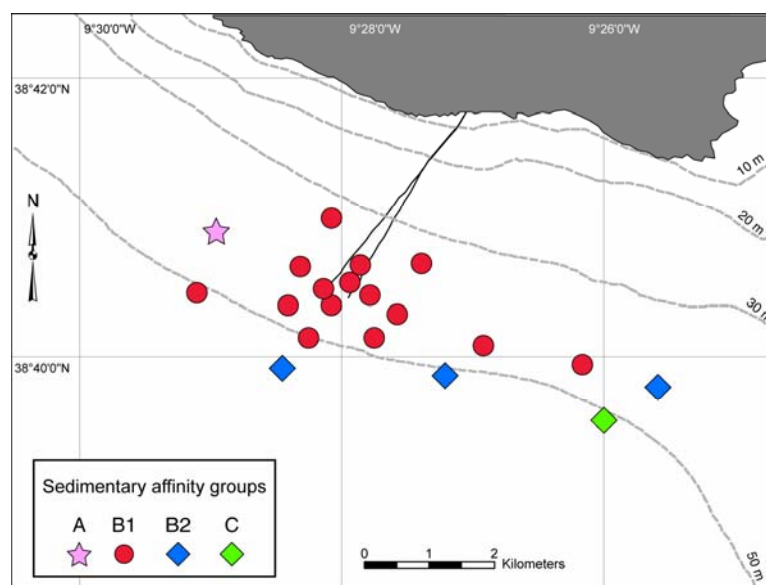 9°30'0"W 9°28'0"W 9°26'0"W
38°42'0"N
10 m
20 m
N
30 m
38°40'0"N
Sedimentary affinity groups
A B1 B2 C
0 1 2 Kilometers
50 m